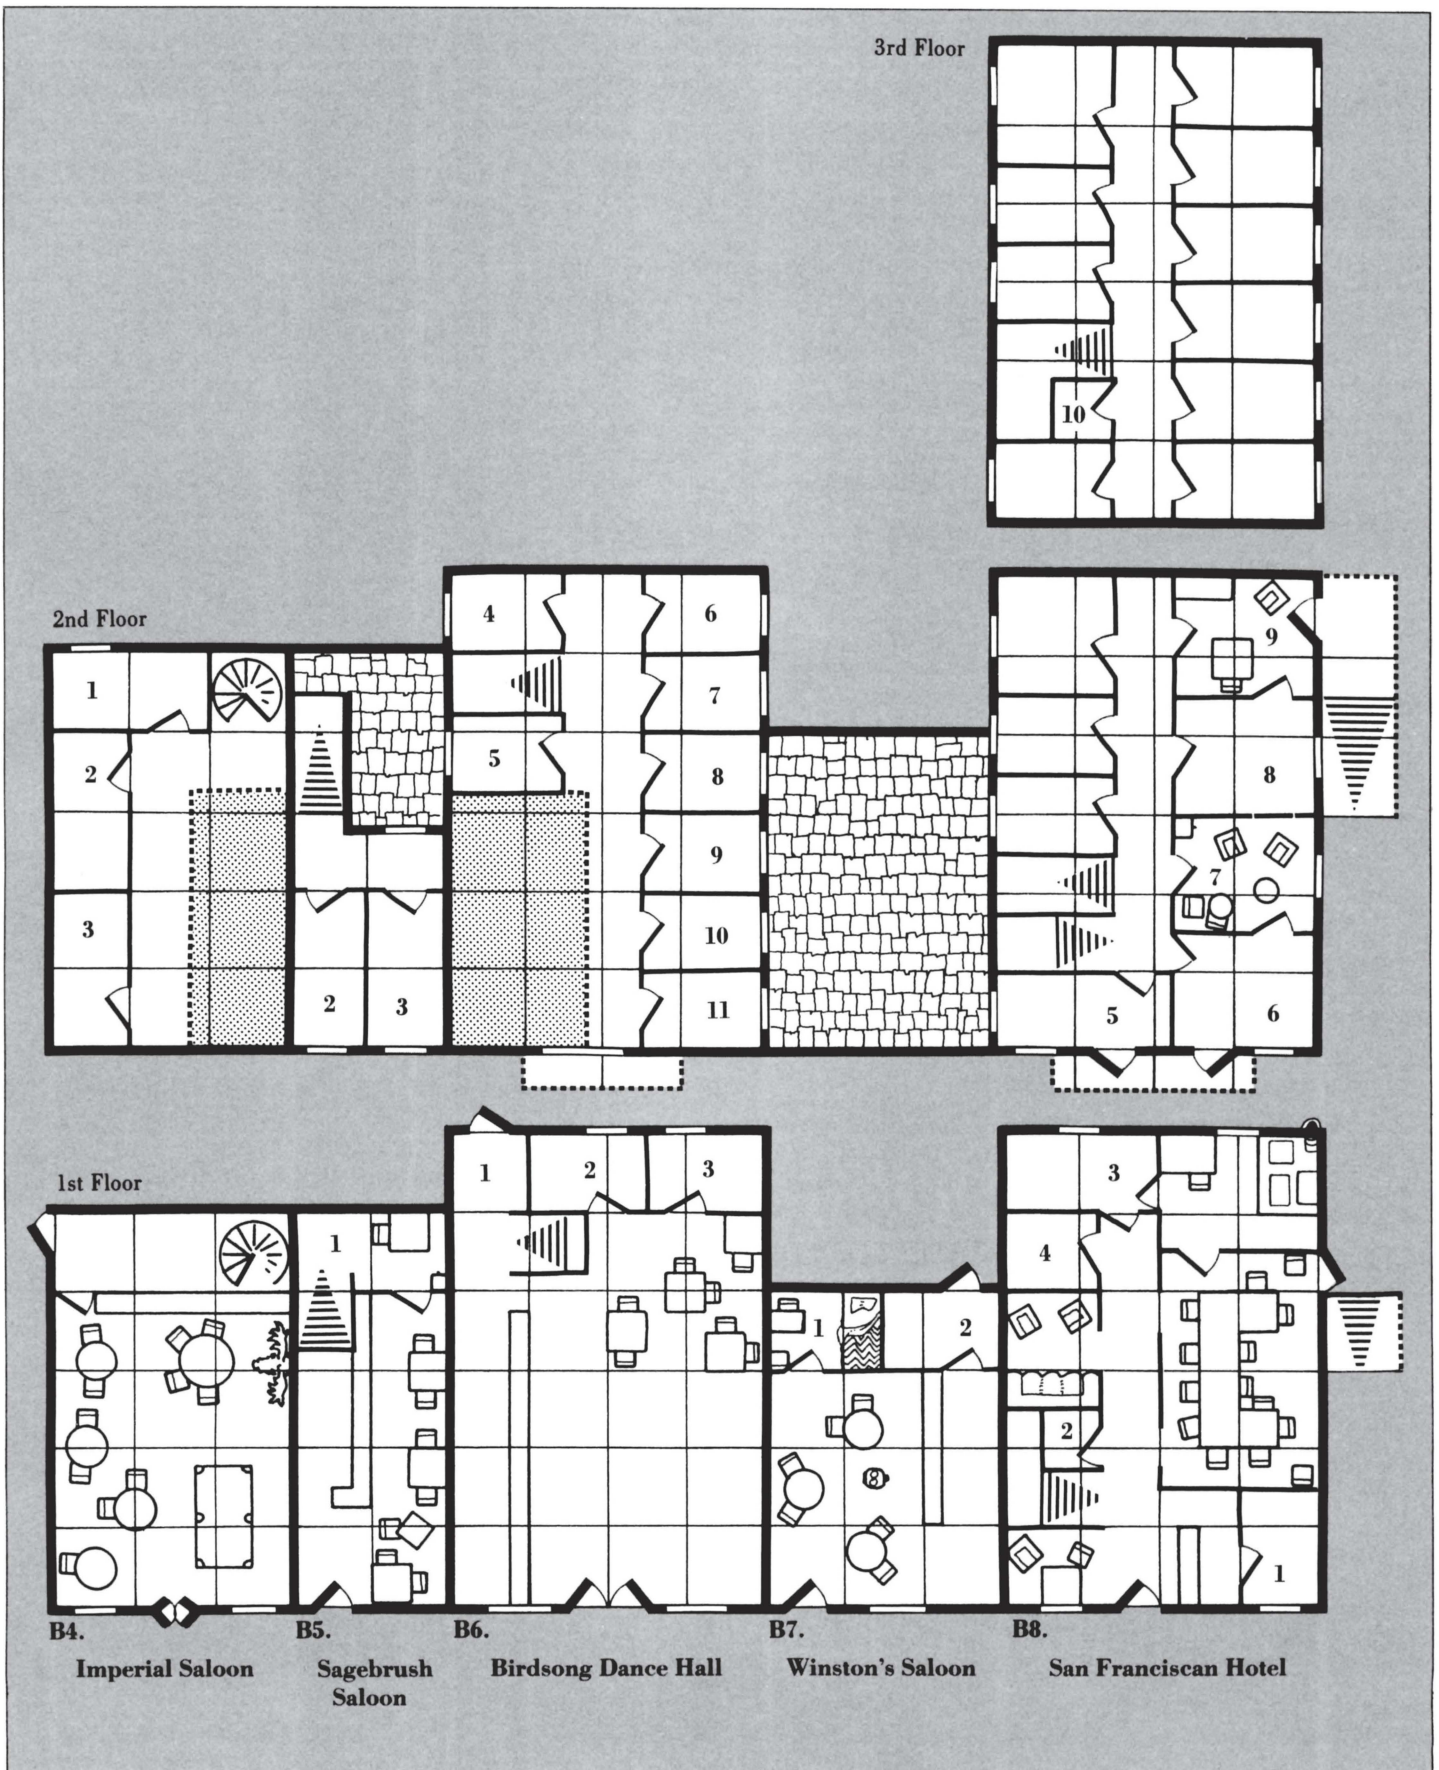 3rd Floor
10
2nd Floor
1
2
3
2
3
4
5
6
7
8
9
10
11
9
8
7
5
6
1st Floor
1
1
2
3
1
2
3
4
2
1
B4.
B5.
B6.
B7.
B8.
Imperial Saloon
Sagebrush
Saloon
Birdsong Dance Hall
Winston's Saloon
San Franciscan Hotel